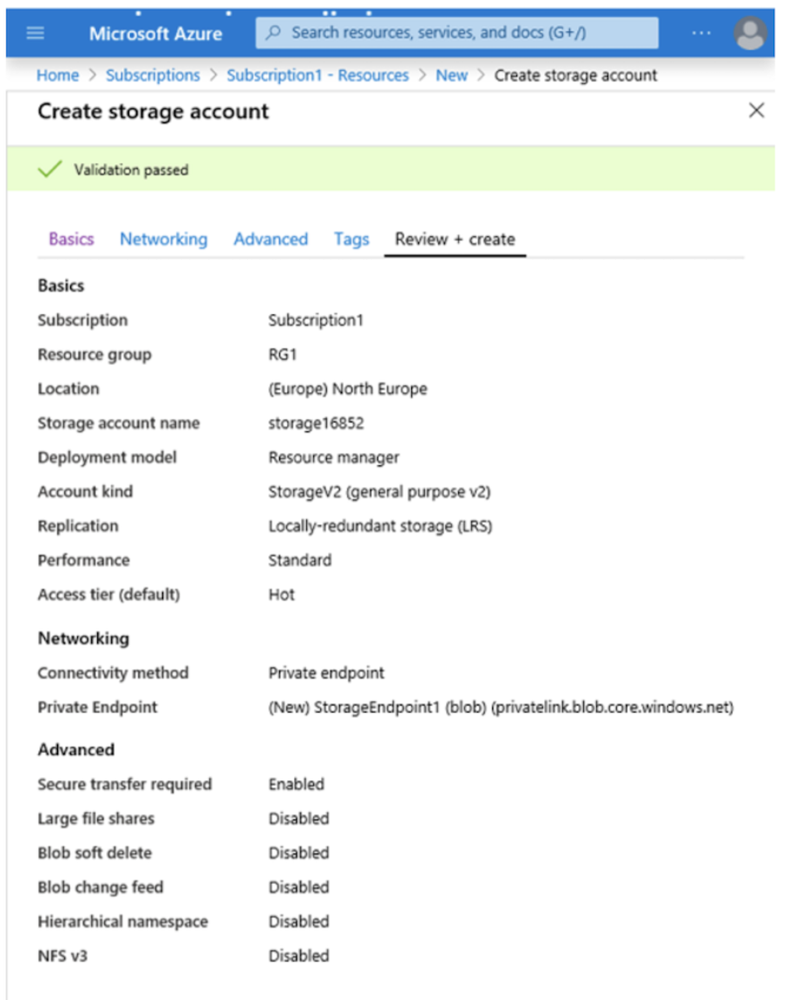 Microsoft Azure
Search resources, services, and docs (G+/)
Home > Subscriptions > Subscription1 - Resources > New > Create storage account
Create storage account
Validation passed
Basics Networking Advanced Tags Review + create
Basics
Subscription Subscription1
Resource group RG1
Location (Europe) North Europe
Storage account name storage16852
Deployment model Resource manager
Account kind StorageV2 (general purpose v2)
Replication Locally-redundant storage (LRS)
Performance Standard
Access tier (default) Hot
Networking
Connectivity method Private endpoint
Private Endpoint (New) StorageEndpoint1 (blob) (privatelink.blob.core.windows.net)
Advanced
Secure transfer required Enabled
Large file shares Disabled
Blob soft delete Disabled
Blob change feed Disabled
Hierarchical namespace Disabled
NFS v3 Disabled